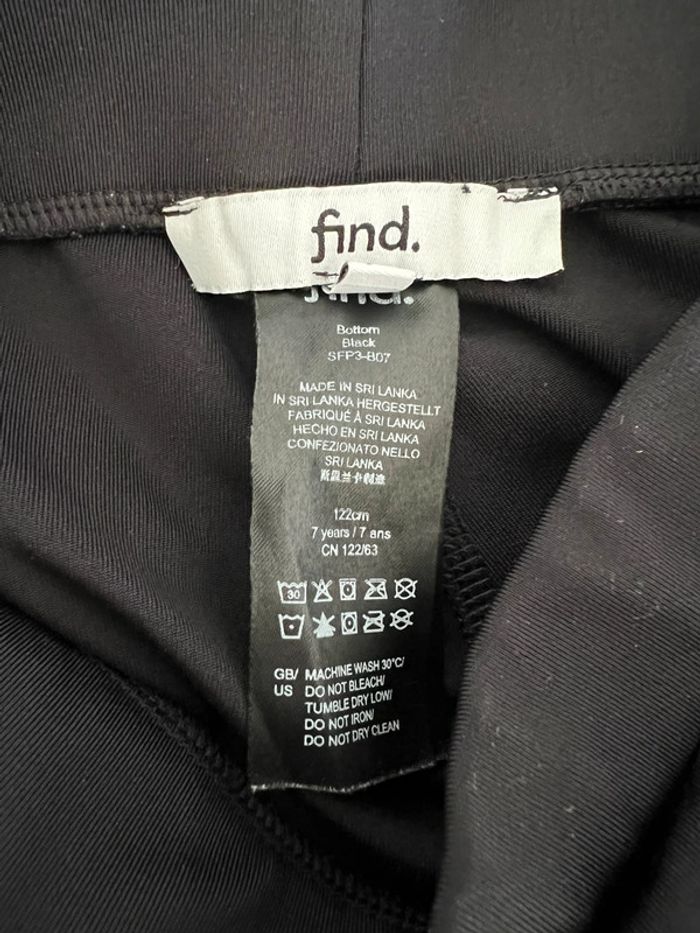 find.
find.
Bottom
Black
SFP3-B07
MADE IN SRI LANKA
IN SRI LANKA HERGESTELLT
FABRIQUÉ À SRI LANKA
HECHO EN SRI LANKA
CONFEZIONATO NELLO
SRI LANKA
斯里兰卡制造
122cm
7 years / 7 ans
CN 122/63
30
GB/ MACHINE WASH 30°C/
US DO NOT BLEACH/
TUMBLE DRY LOW/
DO NOT IRON/
DO NOT DRY CLEAN